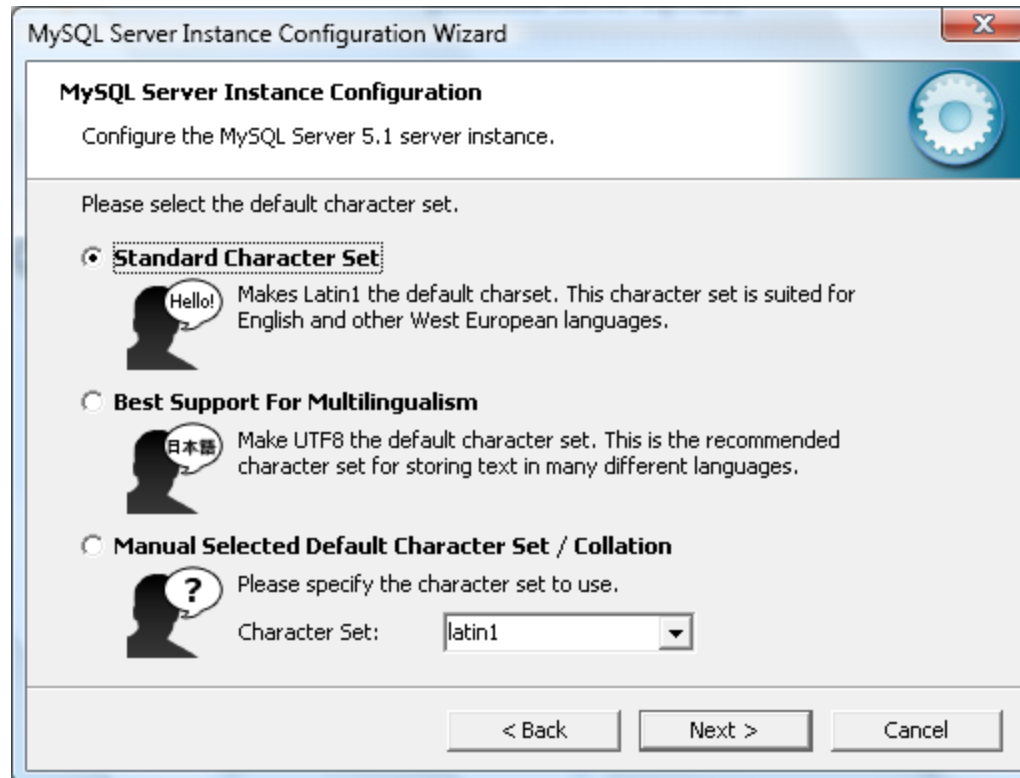 MySQL Server Instance Configuration Wizard
MySQL Server Instance Configuration
Configure the MySQL Server 5.1 server instance.
Please select the default character set.
Standard Character Set
Hello!
Makes Latin1 the default charset. This character set is suited for
English and other West European languages.
Best Support For Multilingualism
日本語
Make UTF8 the default character set. This is the recommended
character set for storing text in many different languages.
Manual Selected Default Character Set / Collation
?
Please specify the character set to use.
Character Set: latin1
< Back Next > Cancel